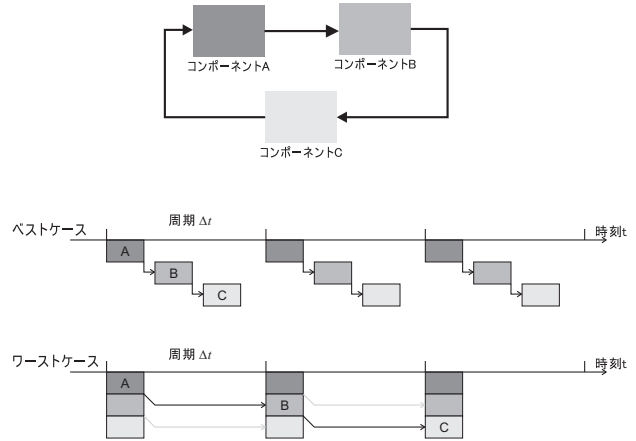 コンポーネントA
コンポーネントB
コンポーネントC
ベストケース
周期 Δt
時刻t
A
B
C
ワーストケース
周期 Δt
時刻t
A
B
C